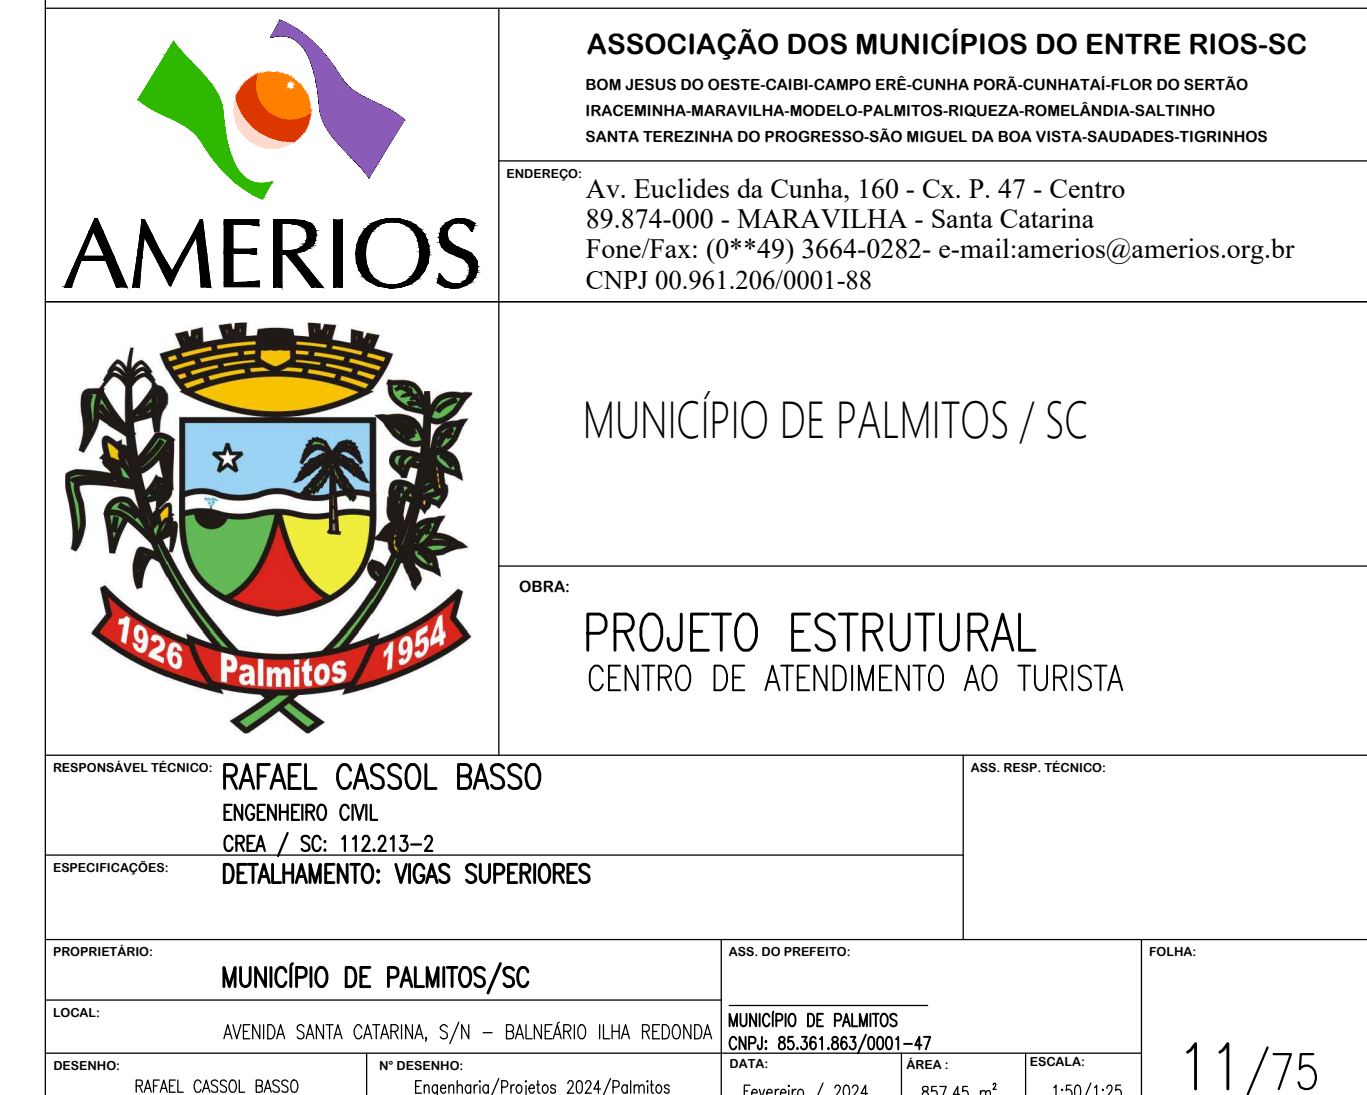 AMERIOS
ASSOCIAÇÃO DOS MUNICÍPIOS DO ENTRE RIOS-SC
BOM JESUS DO OESTE-CAIBI-CAMPO ERÊ-CUNHA PORÃ-CUNHATAÍ-FLOR DO SERTÃO
IRACEMINHA-MARAVILHA-MODELO-PALMITOS-RIQUEZA-ROMELÂNDIA-SALTINHO
SANTA TEREZINHA DO PROGRESSO-SÃO MIGUEL DA BOA VISTA-SAUDADES-TIGRINHOS
ENDEREÇO:
Av. Euclides da Cunha, 160 - Cx. P. 47 - Centro
89.874-000 - MARAVILHA - Santa Catarina
Fone/Fax: (0**49) 3664-0282- e-mail:amerios@amerios.org.br
CNPJ 00.961.206/0001-88
1926 Palmitos 1954
MUNICÍPIO DE PALMITOS / SC
OBRA:
PROJETO ESTRUTURAL
CENTRO DE ATENDIMENTO AO TURISTA
RESPONSÁVEL TÉCNICO:
RAFAEL CASSOL BASSO
ENGENHEIRO CIVIL
CREA / SC: 112.213-2
ASS. RESP. TÉCNICO:
ESPECIFICAÇÕES:
DETALHAMENTO: VIGAS SUPERIORES
PROPRIETÁRIO:
MUNICÍPIO DE PALMITOS/SC
LOCAL:
AVENIDA SANTA CATARINA, S/N - BALNEÁRIO ILHA REDONDA
ASS. DO PREFEITO:
MUNICÍPIO DE PALMITOS
CNPJ: 85.361.863/0001-47
FOLHA:
11/75
DESENHO:
RAFAEL CASSOL BASSO
Nº DESENHO:
Engenharia/Projetos 2024/Palmitos
DATA:
Fevereiro / 2024
ÁREA :
857,45 m²
ESCALA:
1:50/1:25